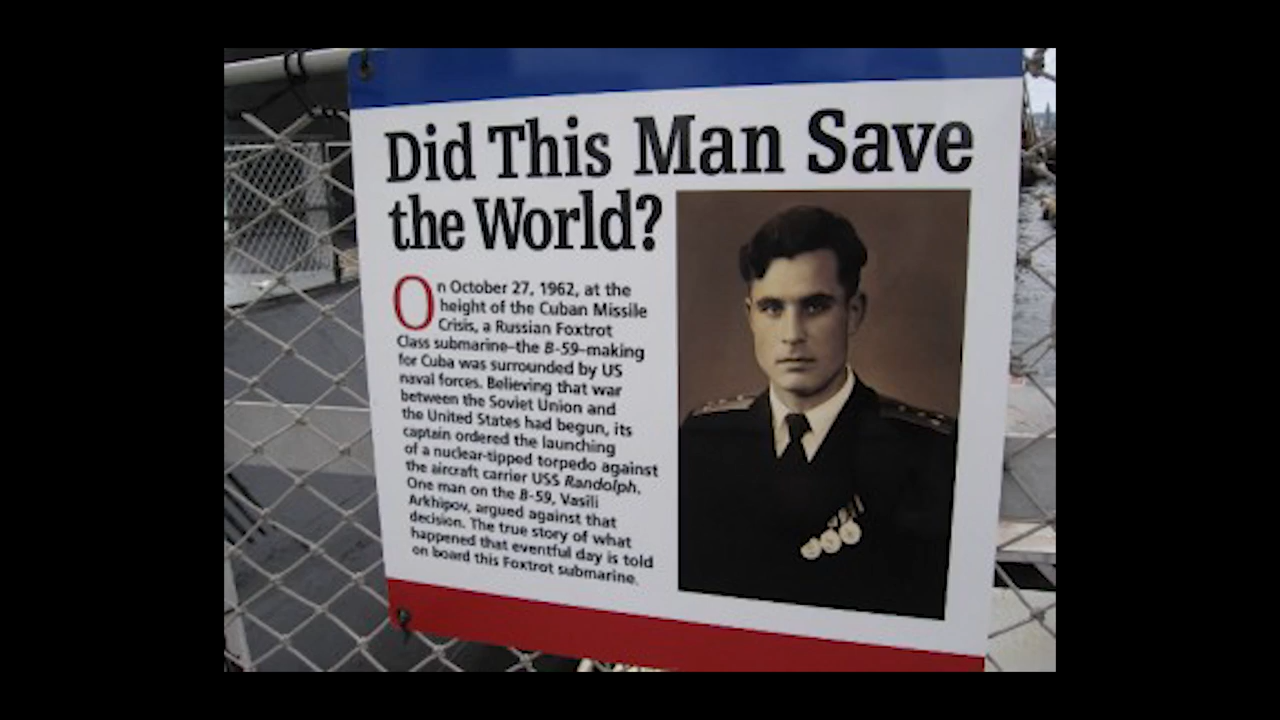 Did This Man Save
the World?
On October 27, 1962, at the
height of the Cuban Missile
Crisis, a Russian Foxtrot
Class submarine–the B-59–making
for Cuba was surrounded by US
naval forces. Believing that war
between the Soviet Union and
the United States had begun, its
captain ordered the launching
of a nuclear-tipped torpedo against
the aircraft carrier USS Randolph.
One man on the B-59, Vasili
Arkhipov, argued against that
decision. The true story of what
happened that eventful day is told
on board this Foxtrot submarine.